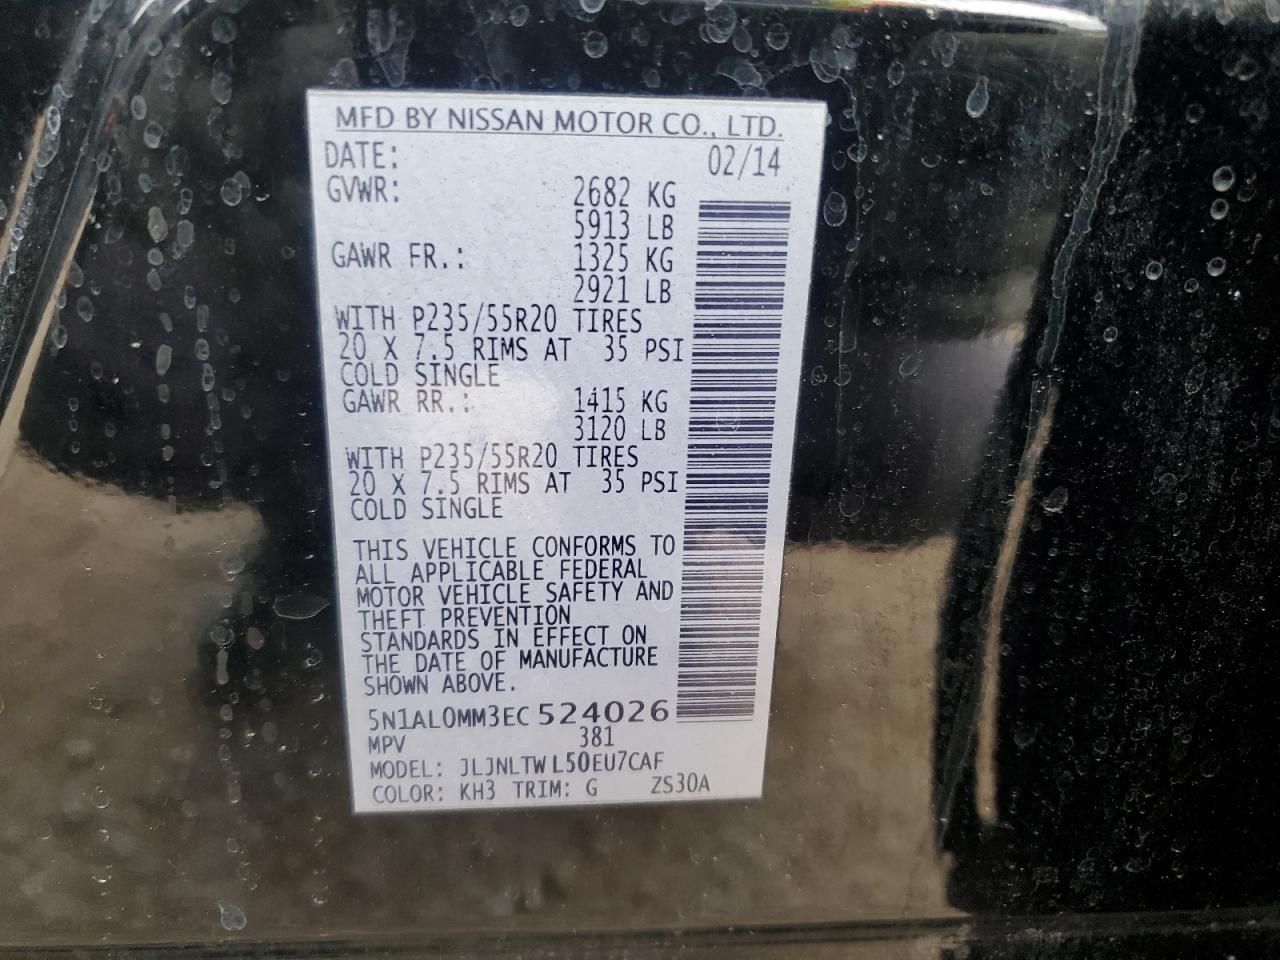 MFD BY NISSAN MOTOR CO., LTD.
DATE: 02/14
GVWR: 2682 KG
5913 LB
GAWR FR.: 1325 KG
2921 LB
WITH P235/55R20 TIRES
20 X 7.5 RIMS AT 35 PSI
COLD SINGLE
GAWR RR.: 1415 KG
3120 LB
WITH P235/55R20 TIRES
20 X 7.5 RIMS AT 35 PSI
COLD SINGLE
THIS VEHICLE CONFORMS TO
ALL APPLICABLE FEDERAL
MOTOR VEHICLE SAFETY AND
THEFT PREVENTION
STANDARDS IN EFFECT ON
THE DATE OF MANUFACTURE
SHOWN ABOVE.
5N1AL0MM3EC524026
MPV 381
MODEL: JLJNLTWL50EU7CAF
COLOR: KH3 TRIM: G ZS30A